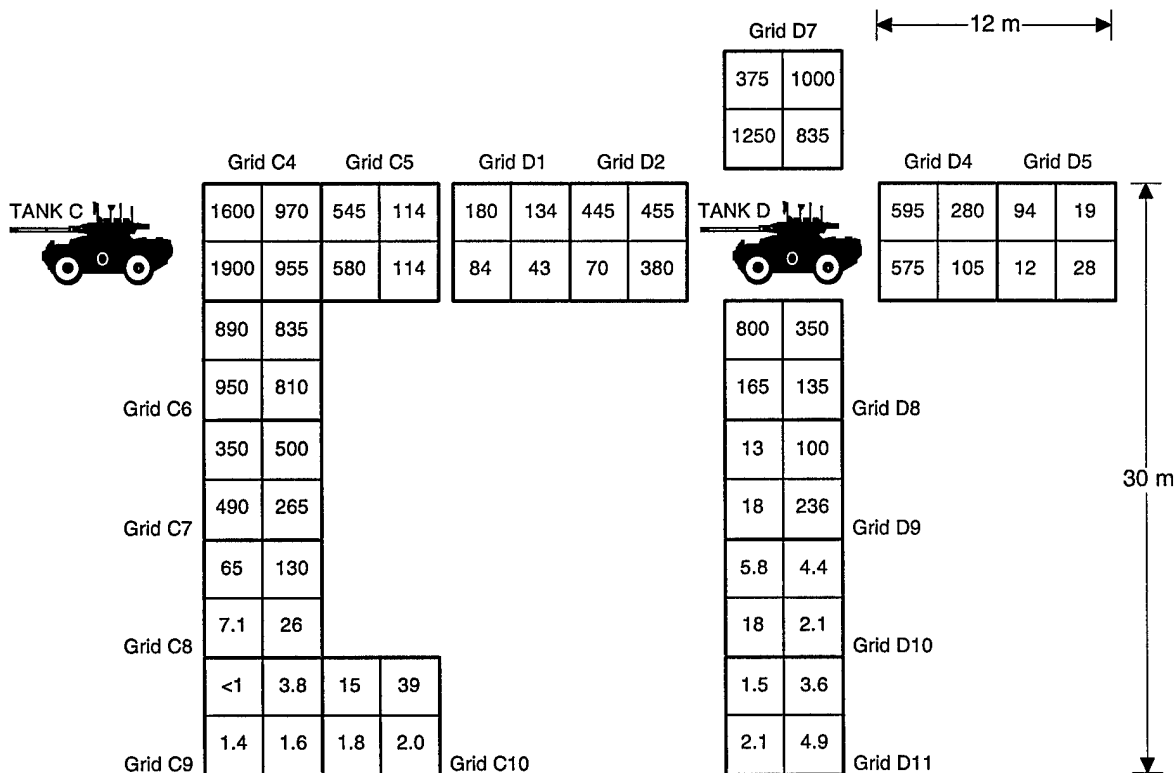 Grid D7
12 m
375 1000
1250 835
Grid C4 Grid C5 Grid D1 Grid D2 Grid D4 Grid D5
TANK C 1600 970 545 114 180 134 445 455 TANK D 595 280 94 19
1900 955 580 114 84 43 70 380 575 105 12 28
890 835 800 350
950 810 165 135
Grid C6 Grid D8
350 500 13 100
30 m
490 265 18 236
Grid C7 Grid D9
65 130 5.8 4.4
7.1 26 18 2.1
Grid C8 Grid D10
<1 3.8 15 39 1.5 3.6
1.4 1.6 1.8 2.0 2.1 4.9
Grid C9 Grid C10 Grid D11